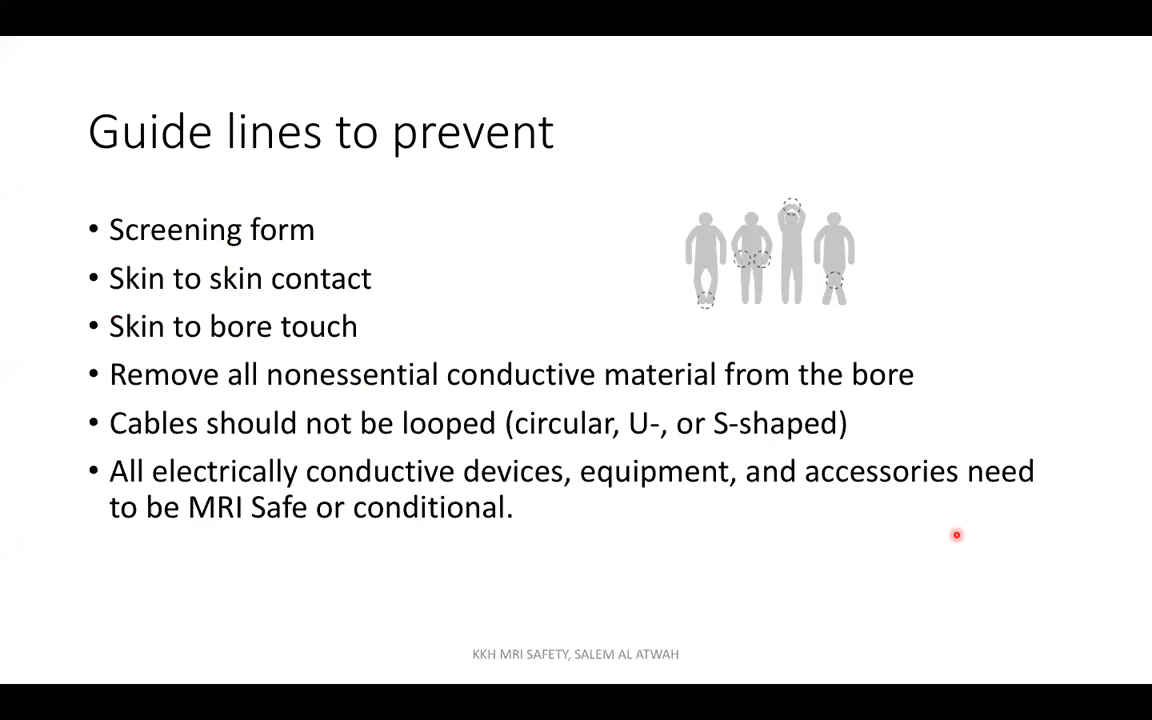 Guide lines to prevent
• Screening form
• Skin to skin contact
• Skin to bore touch
• Remove all nonessential conductive material from the bore
• Cables should not be looped (circular, U-, or S-shaped)
• All electrically conductive devices, equipment, and accessories need
to be MRI Safe or conditional.
KKH MRI SAFETY, SALEM AL ATWAH